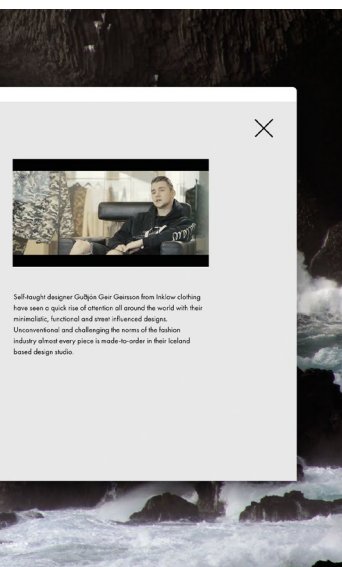 Self-taught designer Guðjón Geir Geirsson from Inklaw clothing
have seen a quick rise of attention all around the world with their
minimalistic, functional and street influenced designs.
Unconventional and challenging the norms of the fashion
industry almost every piece is made-to-order in their Iceland
based design studio.